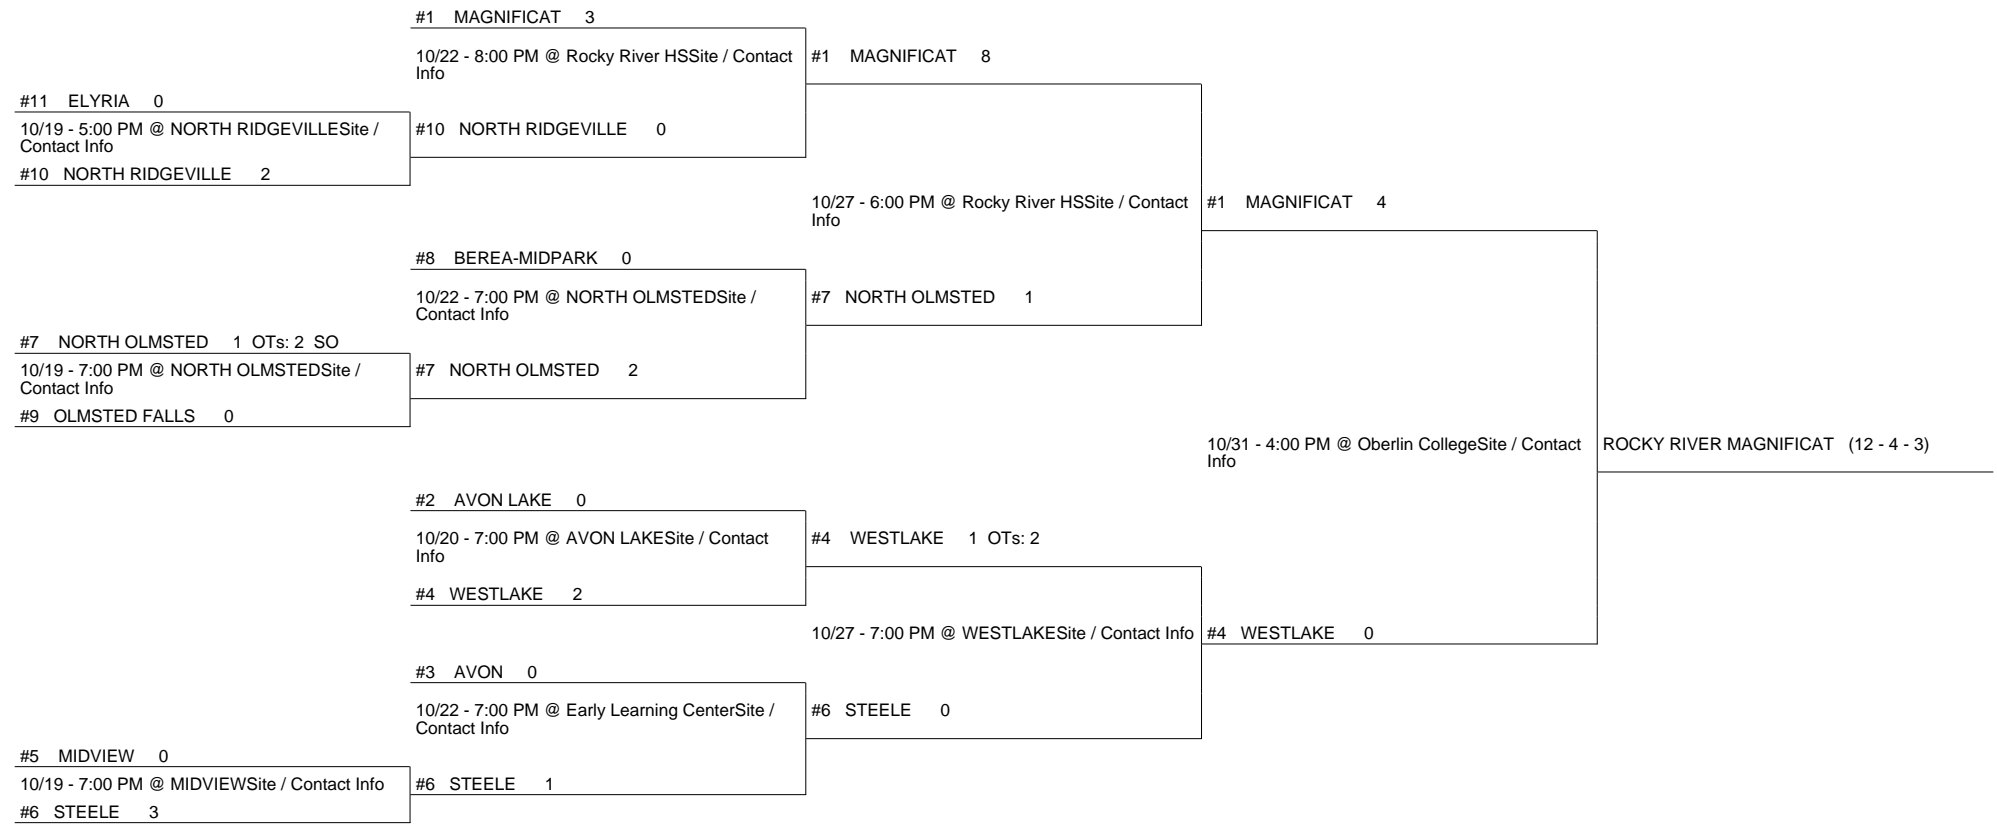 #1 MAGNIFICAT 3
10/22 - 8:00 PM @ Rocky River HSSite / Contact
Info
#1 MAGNIFICAT 8
#11 ELYRIA 0
10/19 - 5:00 PM @ NORTH RIDGEVILLESite /
Contact Info
#10 NORTH RIDGEVILLE 0
#10 NORTH RIDGEVILLE 2
10/27 - 6:00 PM @ Rocky River HSSite / Contact
Info
#1 MAGNIFICAT 4
#8 BEREA-MIDPARK 0
10/22 - 7:00 PM @ NORTH OLMSTEDSite /
Contact Info
#7 NORTH OLMSTED 1
#7 NORTH OLMSTED 1 OTs: 2 SO
10/19 - 7:00 PM @ NORTH OLMSTEDSite /
Contact Info
#7 NORTH OLMSTED 2
#9 OLMSTED FALLS 0
10/31 - 4:00 PM @ Oberlin CollegeSite / Contact
Info
ROCKY RIVER MAGNIFICAT (12 - 4 - 3)
#2 AVON LAKE 0
10/20 - 7:00 PM @ AVON LAKESite / Contact
Info
#4 WESTLAKE 1 OTs: 2
#4 WESTLAKE 2
10/27 - 7:00 PM @ WESTLAKESite / Contact Info
#4 WESTLAKE 0
#3 AVON 0
10/22 - 7:00 PM @ Early Learning CenterSite /
Contact Info
#6 STEELE 0
#5 MIDVIEW 0
10/19 - 7:00 PM @ MIDVIEWSite / Contact Info
#6 STEELE 1
#6 STEELE 3